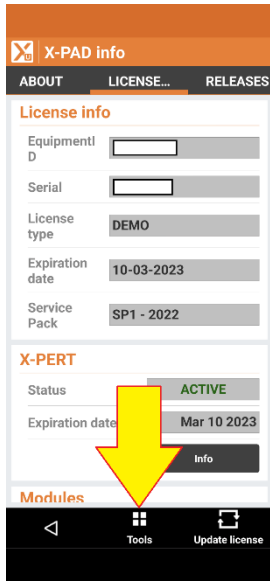 X-PAD info
ABOUT LICENSE... RELEASES
License info
EquipmentI
D
Serial
License
type
DEMO
Expiration
date
10-03-2023
Service
Pack
SP1 - 2022
X-PERT
Status ACTIVE
Expiration date Mar 10 2023
Info
Modules
Tools Update license